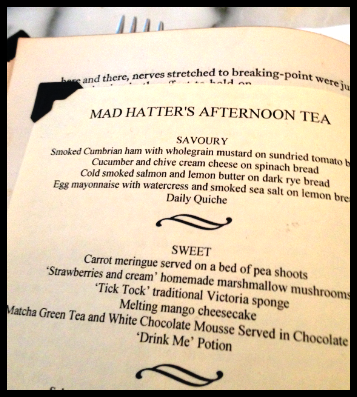 here and there, nerves stretched to breaking-point were ju
to hold on
MAD HATTER'S AFTERNOON TEA
SAVOURY
Smoked Cumbrian ham with wholegrain mustard on sundried tomato b
Cucumber and chive cream cheese on spinach bread
Cold smoked salmon and lemon butter on dark rye bread
Egg mayonnaise with watercress and smoked sea salt on lemon bre
Daily Quiche
SWEET
Carrot meringue served on a bed of pea shoots
'Strawberries and cream' homemade marshmallow mushrooms
'Tick Tock' traditional Victoria sponge
Melting mango cheesecake
Matcha Green Tea and White Chocolate Mousse Served in Chocolate
'Drink Me' Potion